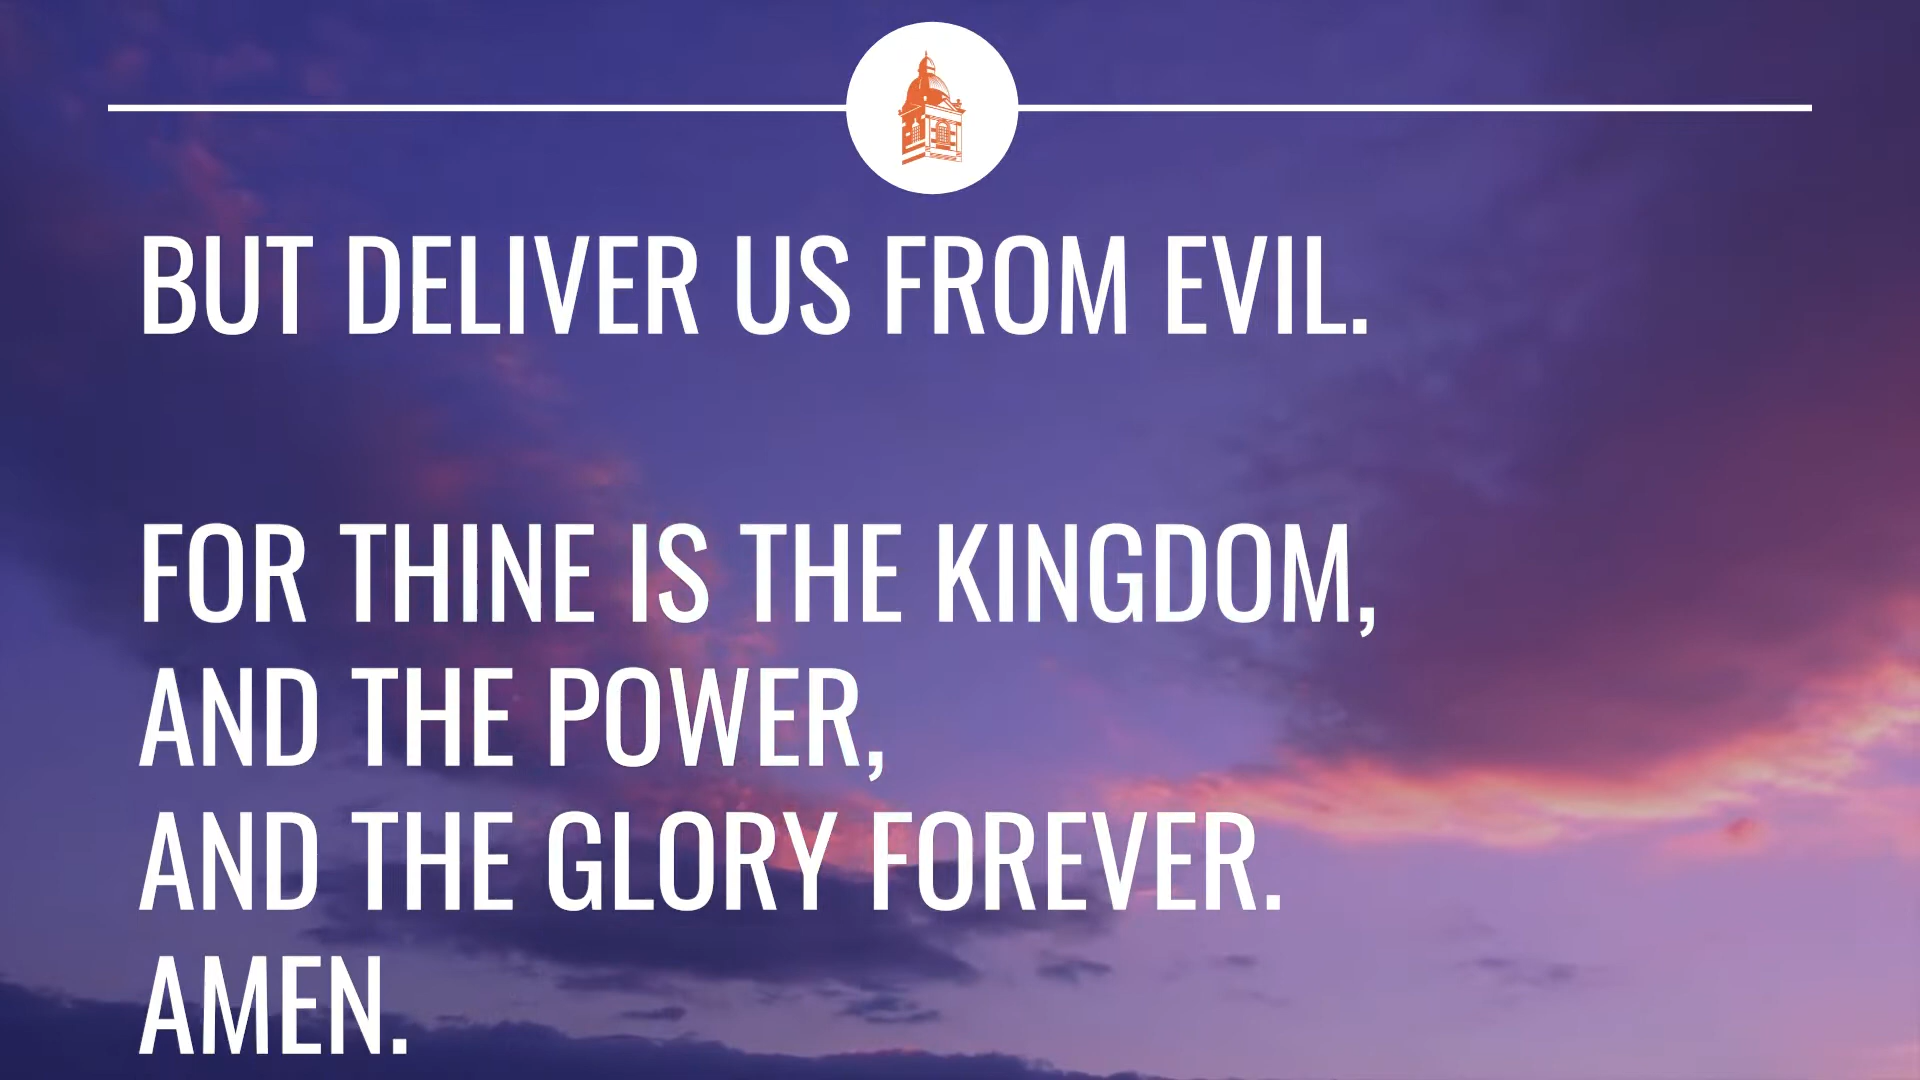 BUT DELIVER US FROM EVIL.
FOR THINE IS THE KINGDOM,
AND THE POWER,
AND THE GLORY FOREVER.
AMEN.